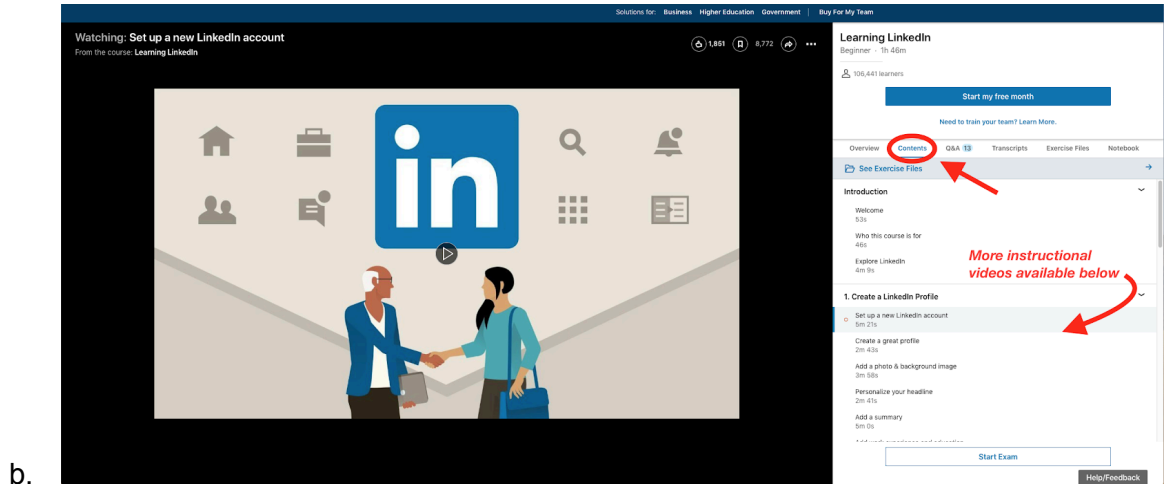 Solutions for: Business Higher Education Government | Buy For My Team
Watching: Set up a new LinkedIn account
From the course: Learning LinkedIn
1,851 8,772
in
Learning LinkedIn
Beginner · 1h 46m
106,441 learners
Start my free month
Need to train your team? Learn More.
Overview Contents Q&A 13 Transcripts Exercise Files Notebook
See Exercise Files
Introduction
Welcome
53s
Who this course is for
46s
Explore LinkedIn
4m 9s
More instructional
videos available below
1. Create a LinkedIn Profile
Set up a new LinkedIn account
5m 21s
Create a great profile
2m 43s
Add a photo & background image
3m 58s
Personalize your headline
2m 41s
Add a summary
5m 0s
Start Exam
Help/Feedback
b.